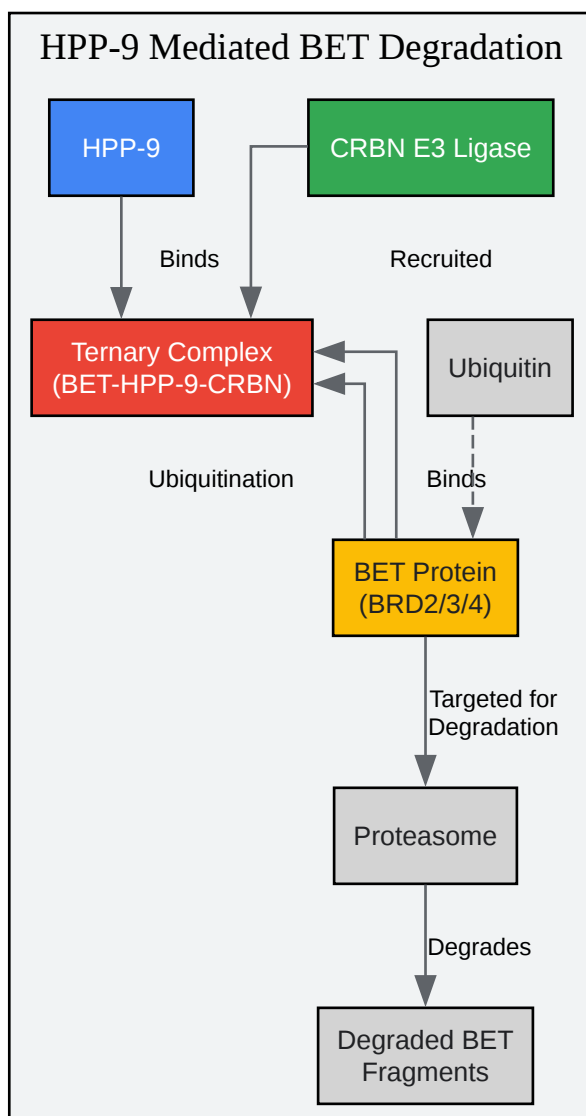 HPP-9 Mediated BET Degradation
HPP-9
CRBN E3 Ligase
Binds
Recruited
Ternary Complex
(BET-HPP-9-CRBN)
Ubiquitin
Ubiquitination
Binds
BET Protein
(BRD2/3/4)
Targeted for
Degradation
Proteasome
Degrades
Degraded BET
Fragments